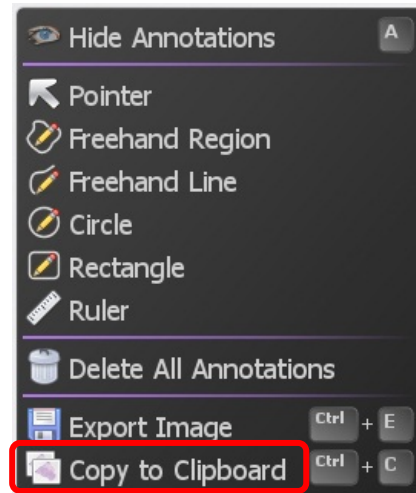 Hide Annotations A
Pointer
Freehand Region
Freehand Line
Circle
Rectangle
Ruler
Delete All Annotations
Export Image Ctrl + E
Copy to Clipboard Ctrl + C